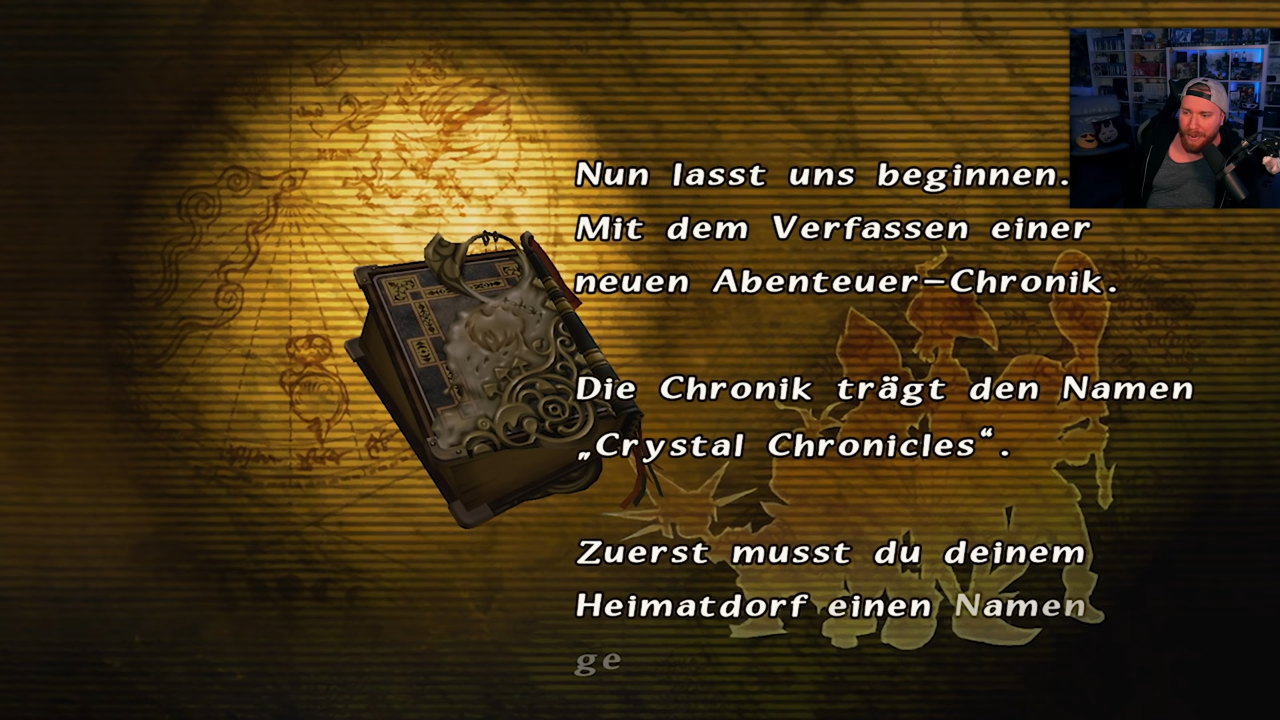 Nun lasst uns beginnen.
Mit dem Verfassen einer
neuen Abenteuer–Chronik.
Die Chronik trägt den Namen
„Crystal Chronicles“.
Zuerst musst du deinem
Heimatdorf einen Namen
ge